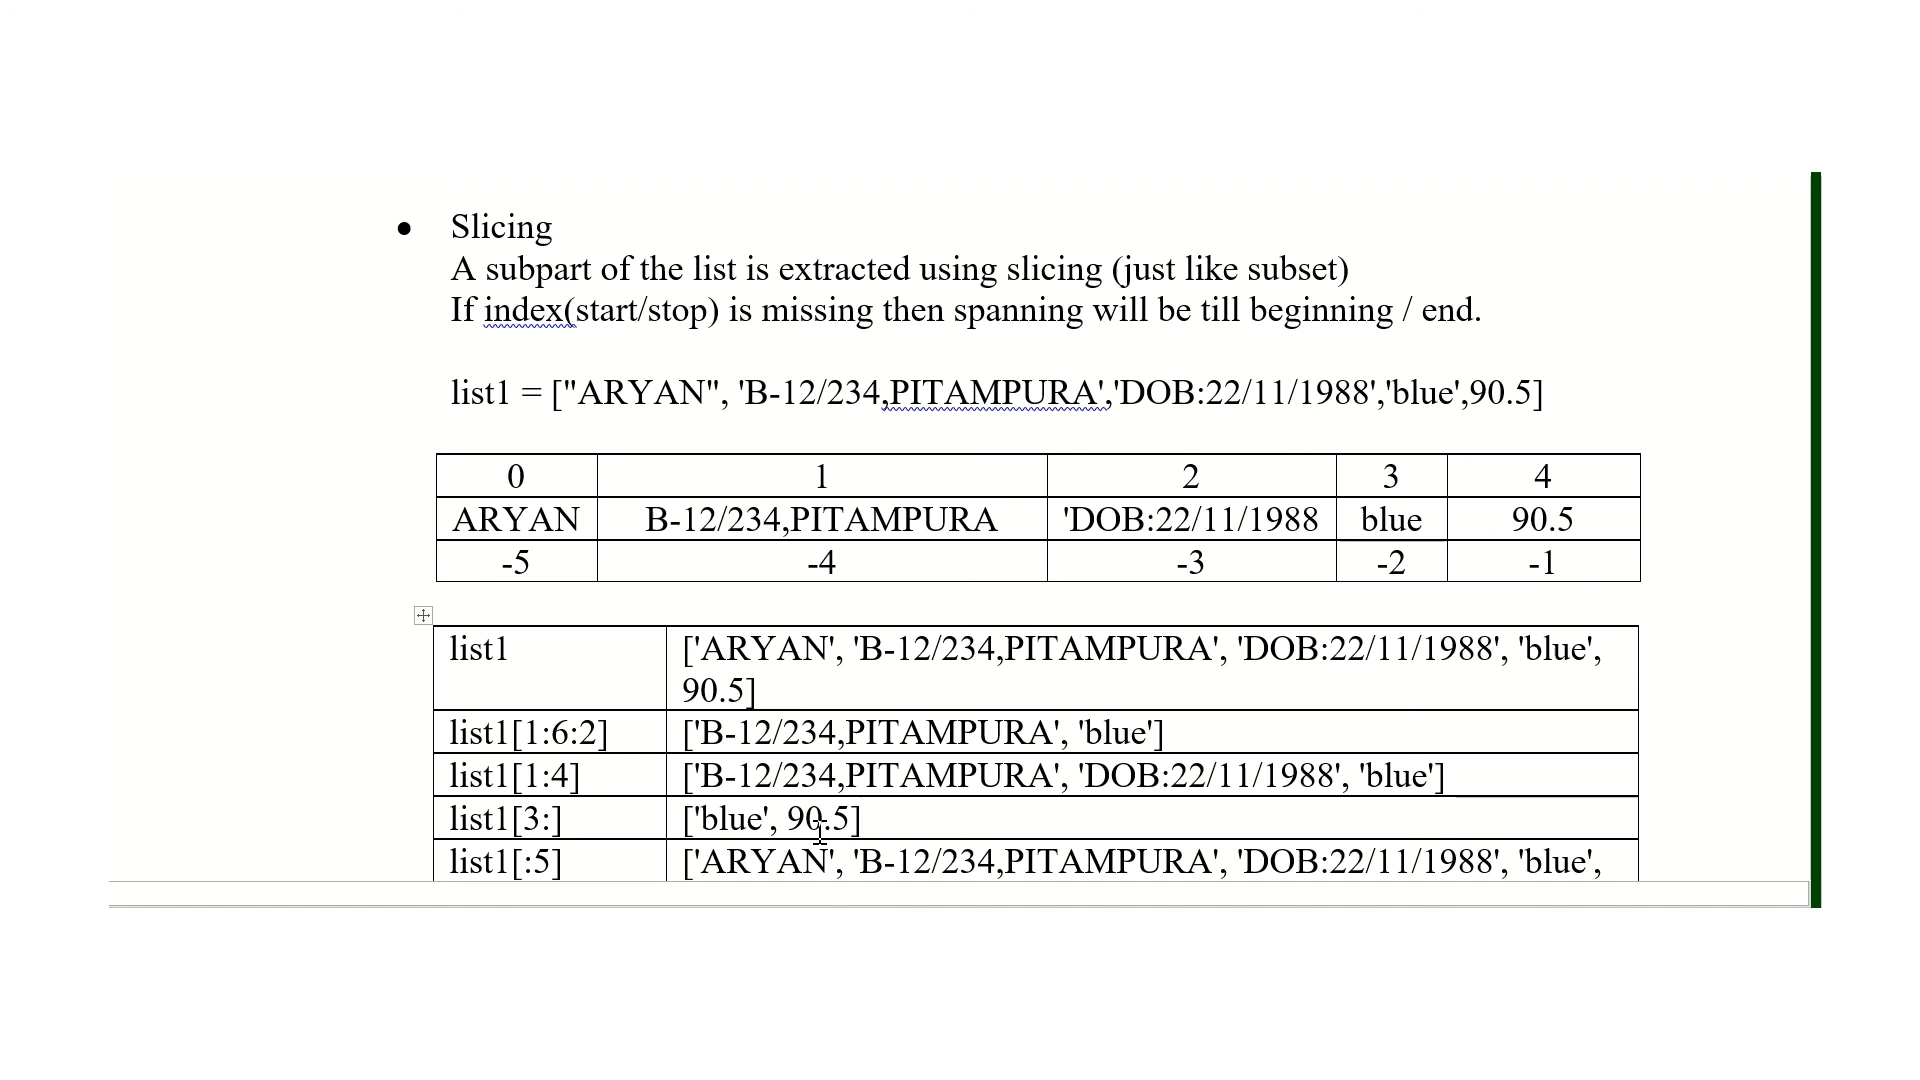 ● Slicing
A subpart of the list is extracted using slicing (just like subset)
If index(start/stop) is missing then spanning will be till beginning / end.
list1 = ["ARYAN", 'B-12/234,PITAMPURA','DOB:22/11/1988','blue',90.5]
0 1 2 3 4
ARYAN B-12/234,PITAMPURA 'DOB:22/11/1988 blue 90.5
-5 -4 -3 -2 -1
list1 ['ARYAN', 'B-12/234,PITAMPURA', 'DOB:22/11/1988', 'blue',
90.5]
list1[1:6:2] ['B-12/234,PITAMPURA', 'blue']
list1[1:4] ['B-12/234,PITAMPURA', 'DOB:22/11/1988', 'blue']
list1[3:] ['blue', 90.5]
list1[:5] ['ARYAN', 'B-12/234,PITAMPURA', 'DOB:22/11/1988', 'blue',